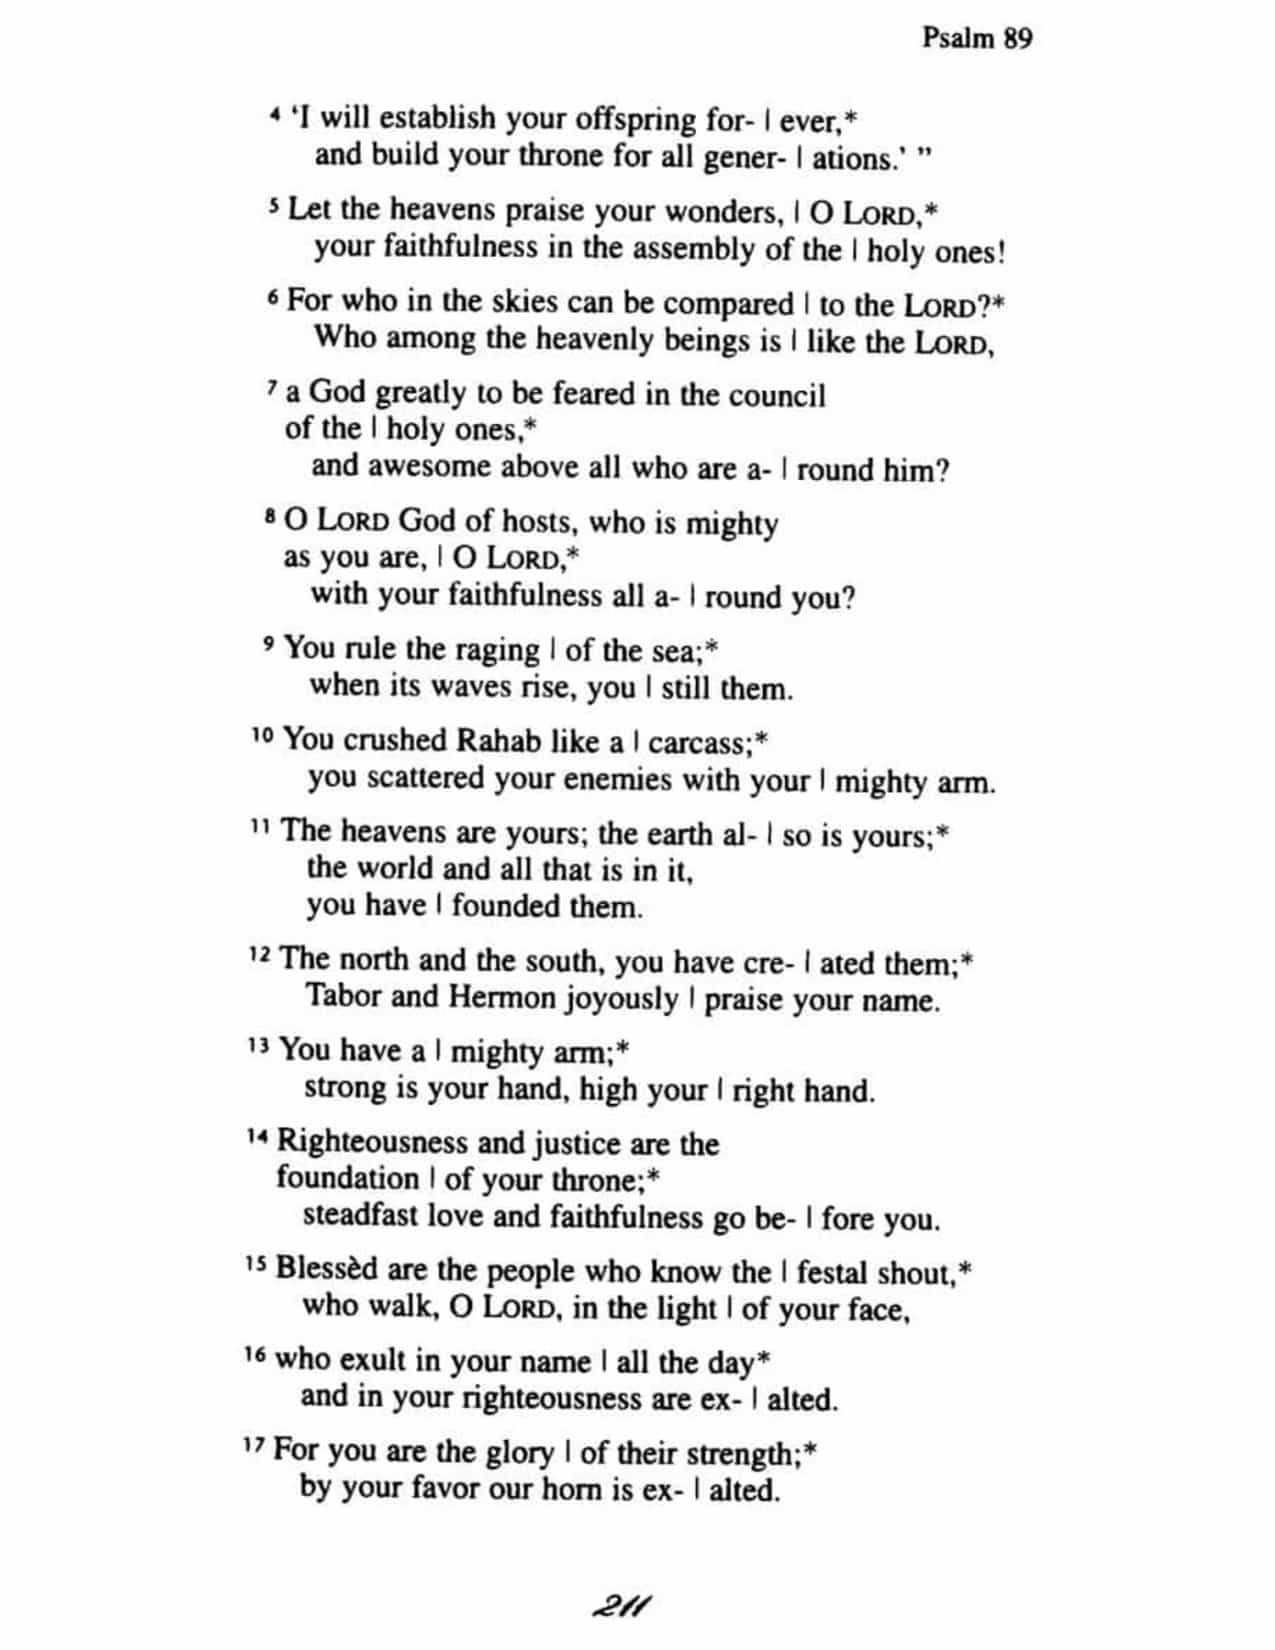 Psalm 89
4 ‘I will establish your offspring for- | ever,*
and build your throne for all gener- | ations.’ ”
5 Let the heavens praise your wonders, | O LORD,*
your faithfulness in the assembly of the | holy ones!
6 For who in the skies can be compared | to the LORD?*
Who among the heavenly beings is | like the LORD,
7 a God greatly to be feared in the council
of the | holy ones,*
and awesome above all who are a- | round him?
8 O LORD God of hosts, who is mighty
as you are, | O LORD,*
with your faithfulness all a- | round you?
9 You rule the raging | of the sea;*
when its waves rise, you | still them.
10 You crushed Rahab like a | carcass;*
you scattered your enemies with your | mighty arm.
11 The heavens are yours; the earth al- | so is yours;*
the world and all that is in it,
you have | founded them.
12 The north and the south, you have cre- | ated them;*
Tabor and Hermon joyously | praise your name.
13 You have a | mighty arm;*
strong is your hand, high your | right hand.
14 Righteousness and justice are the
foundation | of your throne;*
steadfast love and faithfulness go be- | fore you.
15 Blessèd are the people who know the | festal shout,*
who walk, O LORD, in the light | of your face,
16 who exult in your name | all the day*
and in your righteousness are ex- | alted.
17 For you are the glory | of their strength;*
by your favor our horn is ex- | alted.
211